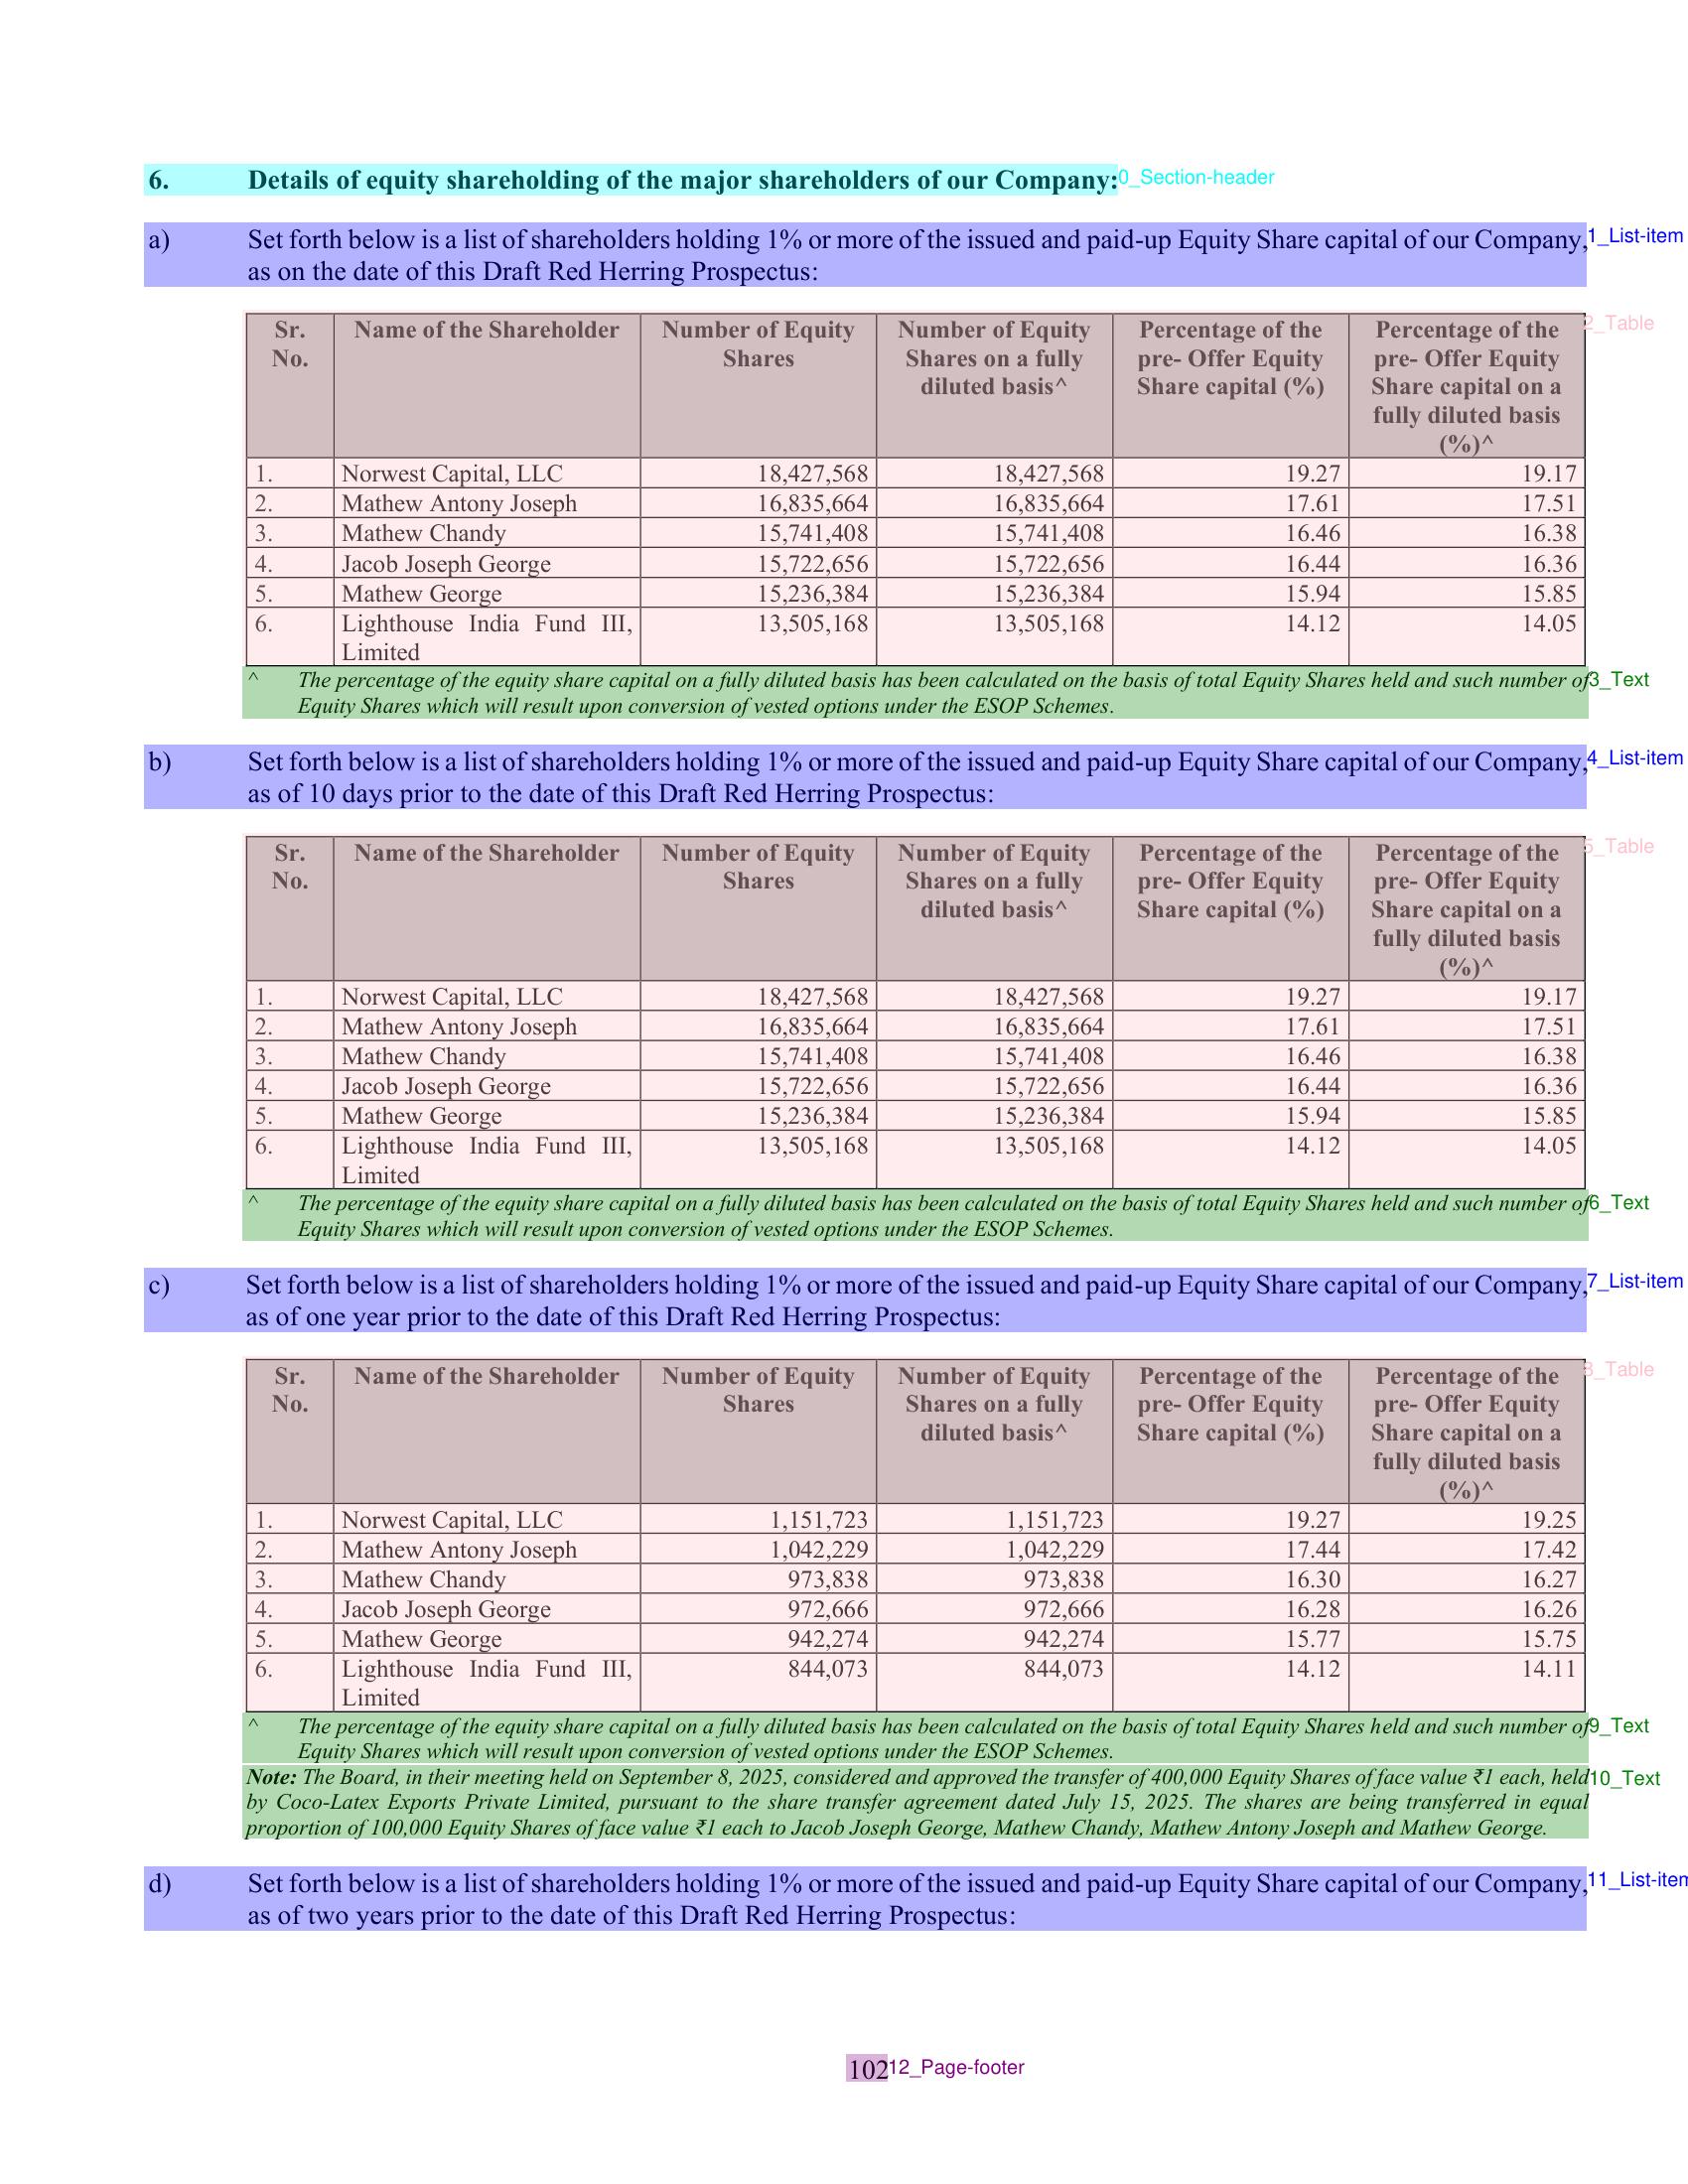 6. Details of equity shareholding of the major shareholders of our Company:
0_Section-header
a) Set forth below is a list of shareholders holding 1% or more of the issued and paid-up Equity Share capital of our Company,
1_List-item
as on the date of this Draft Red Herring Prospectus:
2_Table
Sr. No. Name of the Shareholder Number of Equity Shares Number of Equity Shares on a fully diluted basis^ Percentage of the pre- Offer Equity Share capital (%) Percentage of the pre- Offer Equity Share capital on a fully diluted basis (%)^
1. Norwest Capital, LLC 18,427,568 18,427,568 19.27 19.17
2. Mathew Antony Joseph 16,835,664 16,835,664 17.61 17.51
3. Mathew Chandy 15,741,408 15,741,408 16.46 16.38
4. Jacob Joseph George 15,722,656 15,722,656 16.44 16.36
5. Mathew George 15,236,384 15,236,384 15.94 15.85
6. Lighthouse India Fund III, Limited 13,505,168 13,505,168 14.12 14.05
^ The percentage of the equity share capital on a fully diluted basis has been calculated on the basis of total Equity Shares held and such number of
3_Text
Equity Shares which will result upon conversion of vested options under the ESOP Schemes.
b) Set forth below is a list of shareholders holding 1% or more of the issued and paid-up Equity Share capital of our Company,
4_List-item
as of 10 days prior to the date of this Draft Red Herring Prospectus:
5_Table
Sr. No. Name of the Shareholder Number of Equity Shares Number of Equity Shares on a fully diluted basis^ Percentage of the pre- Offer Equity Share capital (%) Percentage of the pre- Offer Equity Share capital on a fully diluted basis (%)^
1. Norwest Capital, LLC 18,427,568 18,427,568 19.27 19.17
2. Mathew Antony Joseph 16,835,664 16,835,664 17.61 17.51
3. Mathew Chandy 15,741,408 15,741,408 16.46 16.38
4. Jacob Joseph George 15,722,656 15,722,656 16.44 16.36
5. Mathew George 15,236,384 15,236,384 15.94 15.85
6. Lighthouse India Fund III, Limited 13,505,168 13,505,168 14.12 14.05
^ The percentage of the equity share capital on a fully diluted basis has been calculated on the basis of total Equity Shares held and such number of
6_Text
Equity Shares which will result upon conversion of vested options under the ESOP Schemes.
c) Set forth below is a list of shareholders holding 1% or more of the issued and paid-up Equity Share capital of our Company,
7_List-item
as of one year prior to the date of this Draft Red Herring Prospectus:
8_Table
Sr. No. Name of the Shareholder Number of Equity Shares Number of Equity Shares on a fully diluted basis^ Percentage of the pre- Offer Equity Share capital (%) Percentage of the pre- Offer Equity Share capital on a fully diluted basis (%)^
1. Norwest Capital, LLC 1,151,723 1,151,723 19.27 19.25
2. Mathew Antony Joseph 1,042,229 1,042,229 17.44 17.42
3. Mathew Chandy 973,838 973,838 16.30 16.27
4. Jacob Joseph George 972,666 972,666 16.28 16.26
5. Mathew George 942,274 942,274 15.77 15.75
6. Lighthouse India Fund III, Limited 844,073 844,073 14.12 14.11
^ The percentage of the equity share capital on a fully diluted basis has been calculated on the basis of total Equity Shares held and such number of
9_Text
Equity Shares which will result upon conversion of vested options under the ESOP Schemes.
Note: The Board, in their meeting held on September 8, 2025, considered and approved the transfer of 400,000 Equity Shares of face value ₹1 each, held
10_Text
by Coco-Latex Exports Private Limited, pursuant to the share transfer agreement dated July 15, 2025. The shares are being transferred in equal
proportion of 100,000 Equity Shares of face value ₹1 each to Jacob Joseph George, Mathew Chandy, Mathew Antony Joseph and Mathew George.
d) Set forth below is a list of shareholders holding 1% or more of the issued and paid-up Equity Share capital of our Company,
11_List-item
as of two years prior to the date of this Draft Red Herring Prospectus:
102
12_Page-footer